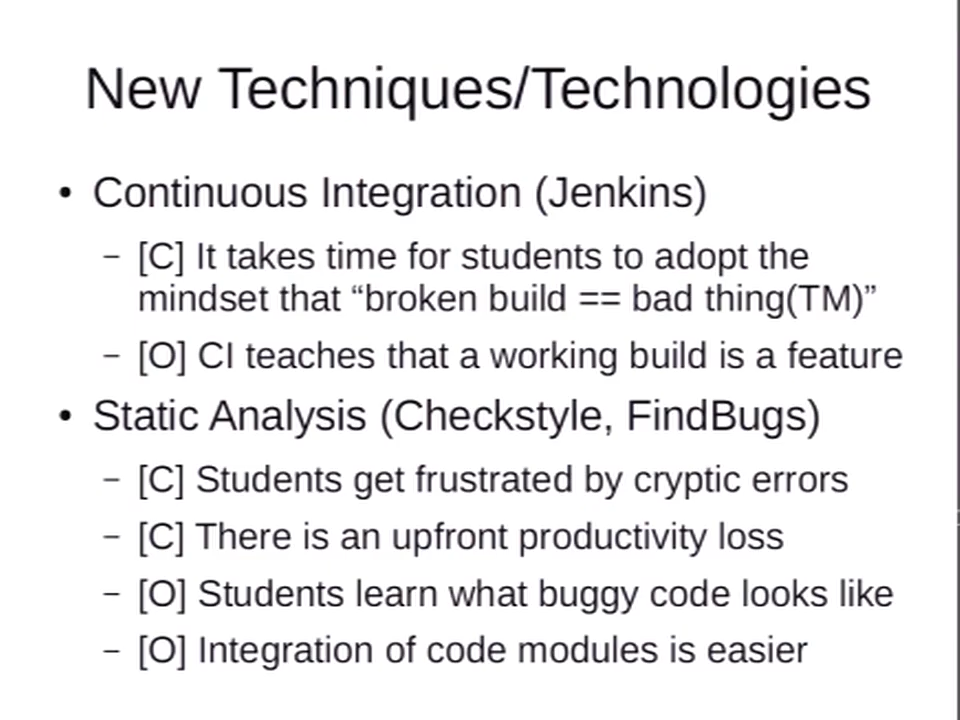 New Techniques/Technologies
• Continuous Integration (Jenkins)
– [C] It takes time for students to adopt the
mindset that “broken build == bad thing(TM)”
– [O] CI teaches that a working build is a feature
• Static Analysis (Checkstyle, FindBugs)
– [C] Students get frustrated by cryptic errors
– [C] There is an upfront productivity loss
– [O] Students learn what buggy code looks like
– [O] Integration of code modules is easier